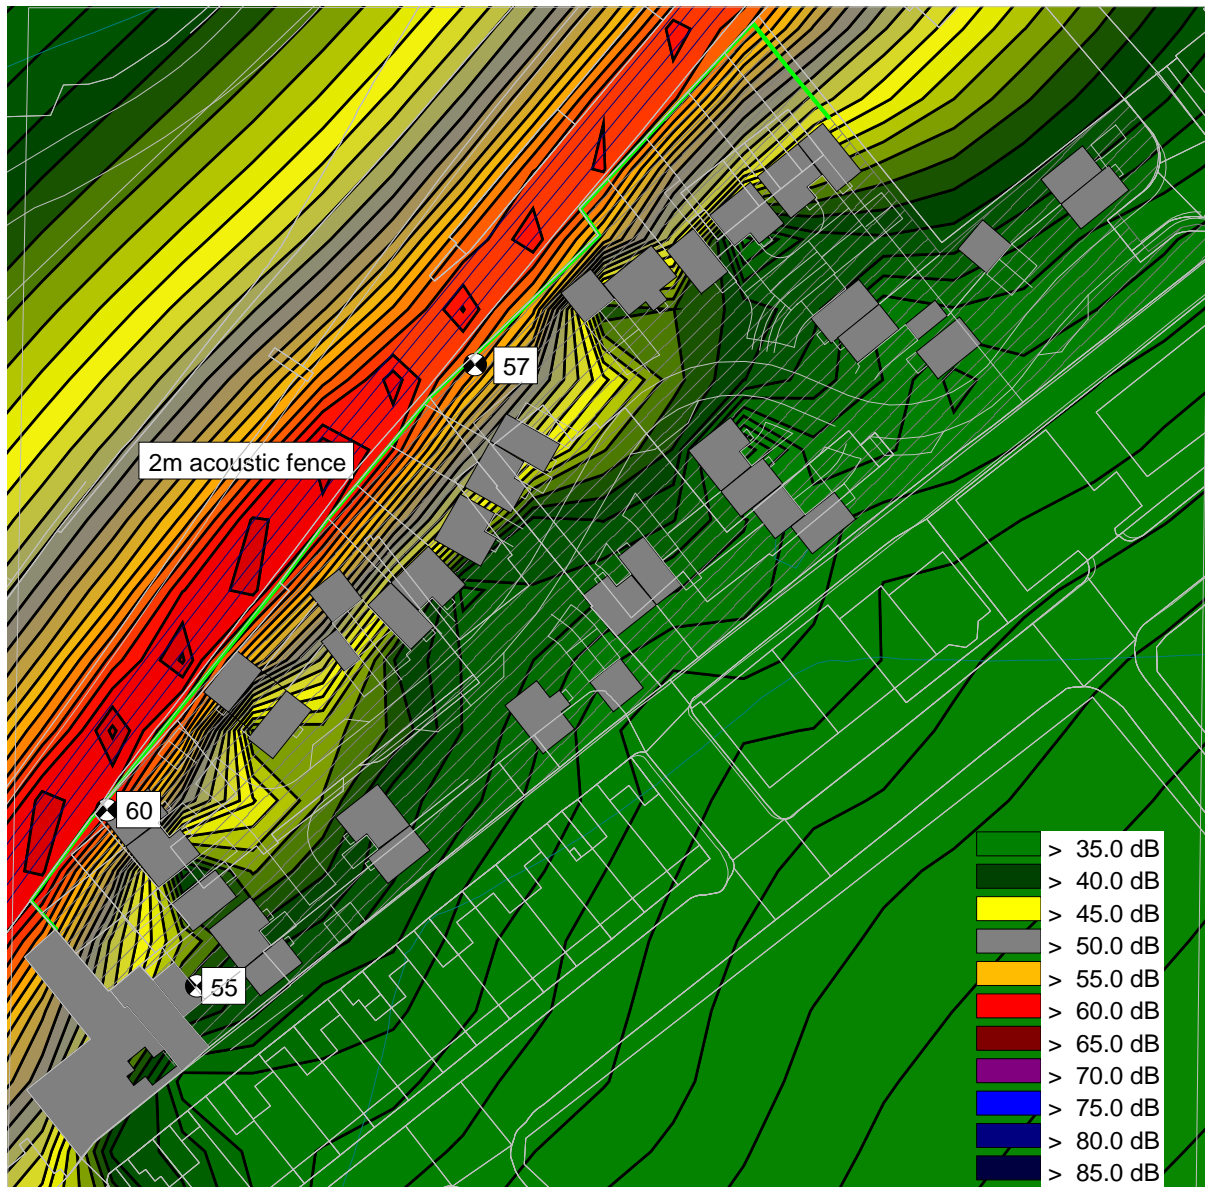 57
2m acoustic fence
60
55
> 35.0 dB
> 40.0 dB
> 45.0 dB
> 50.0 dB
> 55.0 dB
> 60.0 dB
> 65.0 dB
> 70.0 dB
> 75.0 dB
> 80.0 dB
> 85.0 dB